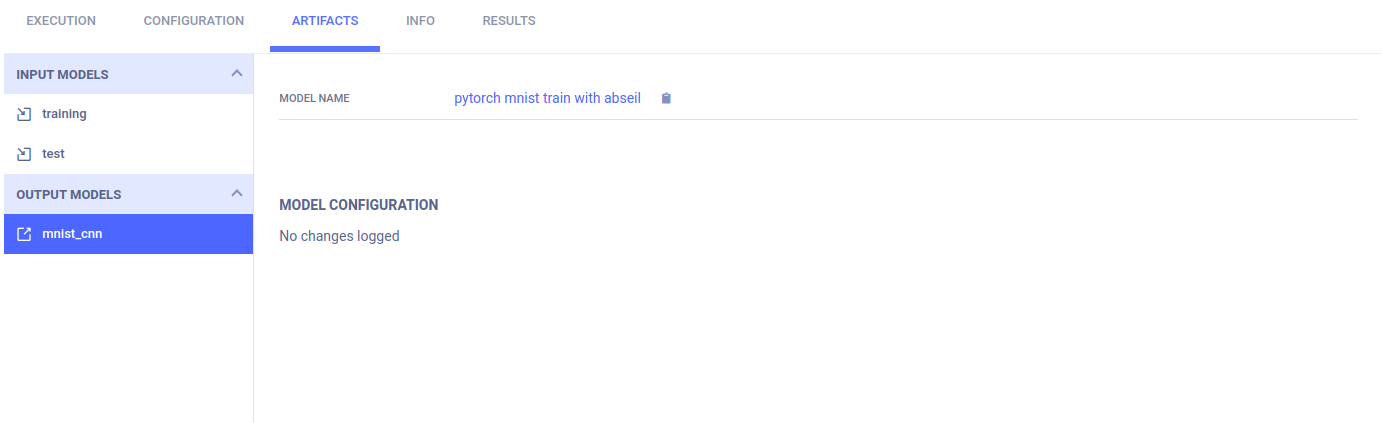 EXECUTION CONFIGURATION ARTIFACTS INFO RESULTS
INPUT MODELS
training
test
OUTPUT MODELS
mnist_cnn
MODEL NAME pytorch mnist train with abseil
MODEL CONFIGURATION
No changes logged